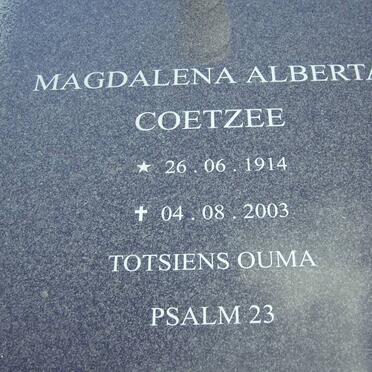 MAGDALENA ALBERTA
COETZEE
★ 26 . 06 . 1914
✝ 04 . 08 . 2003
TOTSIENS OUMA
PSALM 23